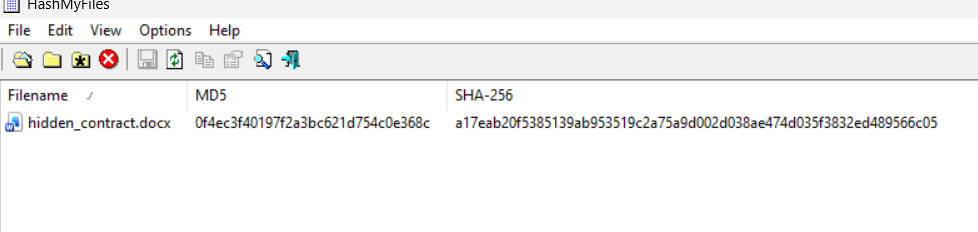 HashMyFiles
File Edit View Options Help
Filename MD5 SHA-256
hidden_contract.docx 0f4ec3f40197f2a3bc621d754c0e368c a17eab20f5385139ab953519c2a75a9d002d038ae474d035f3832ed489566c05